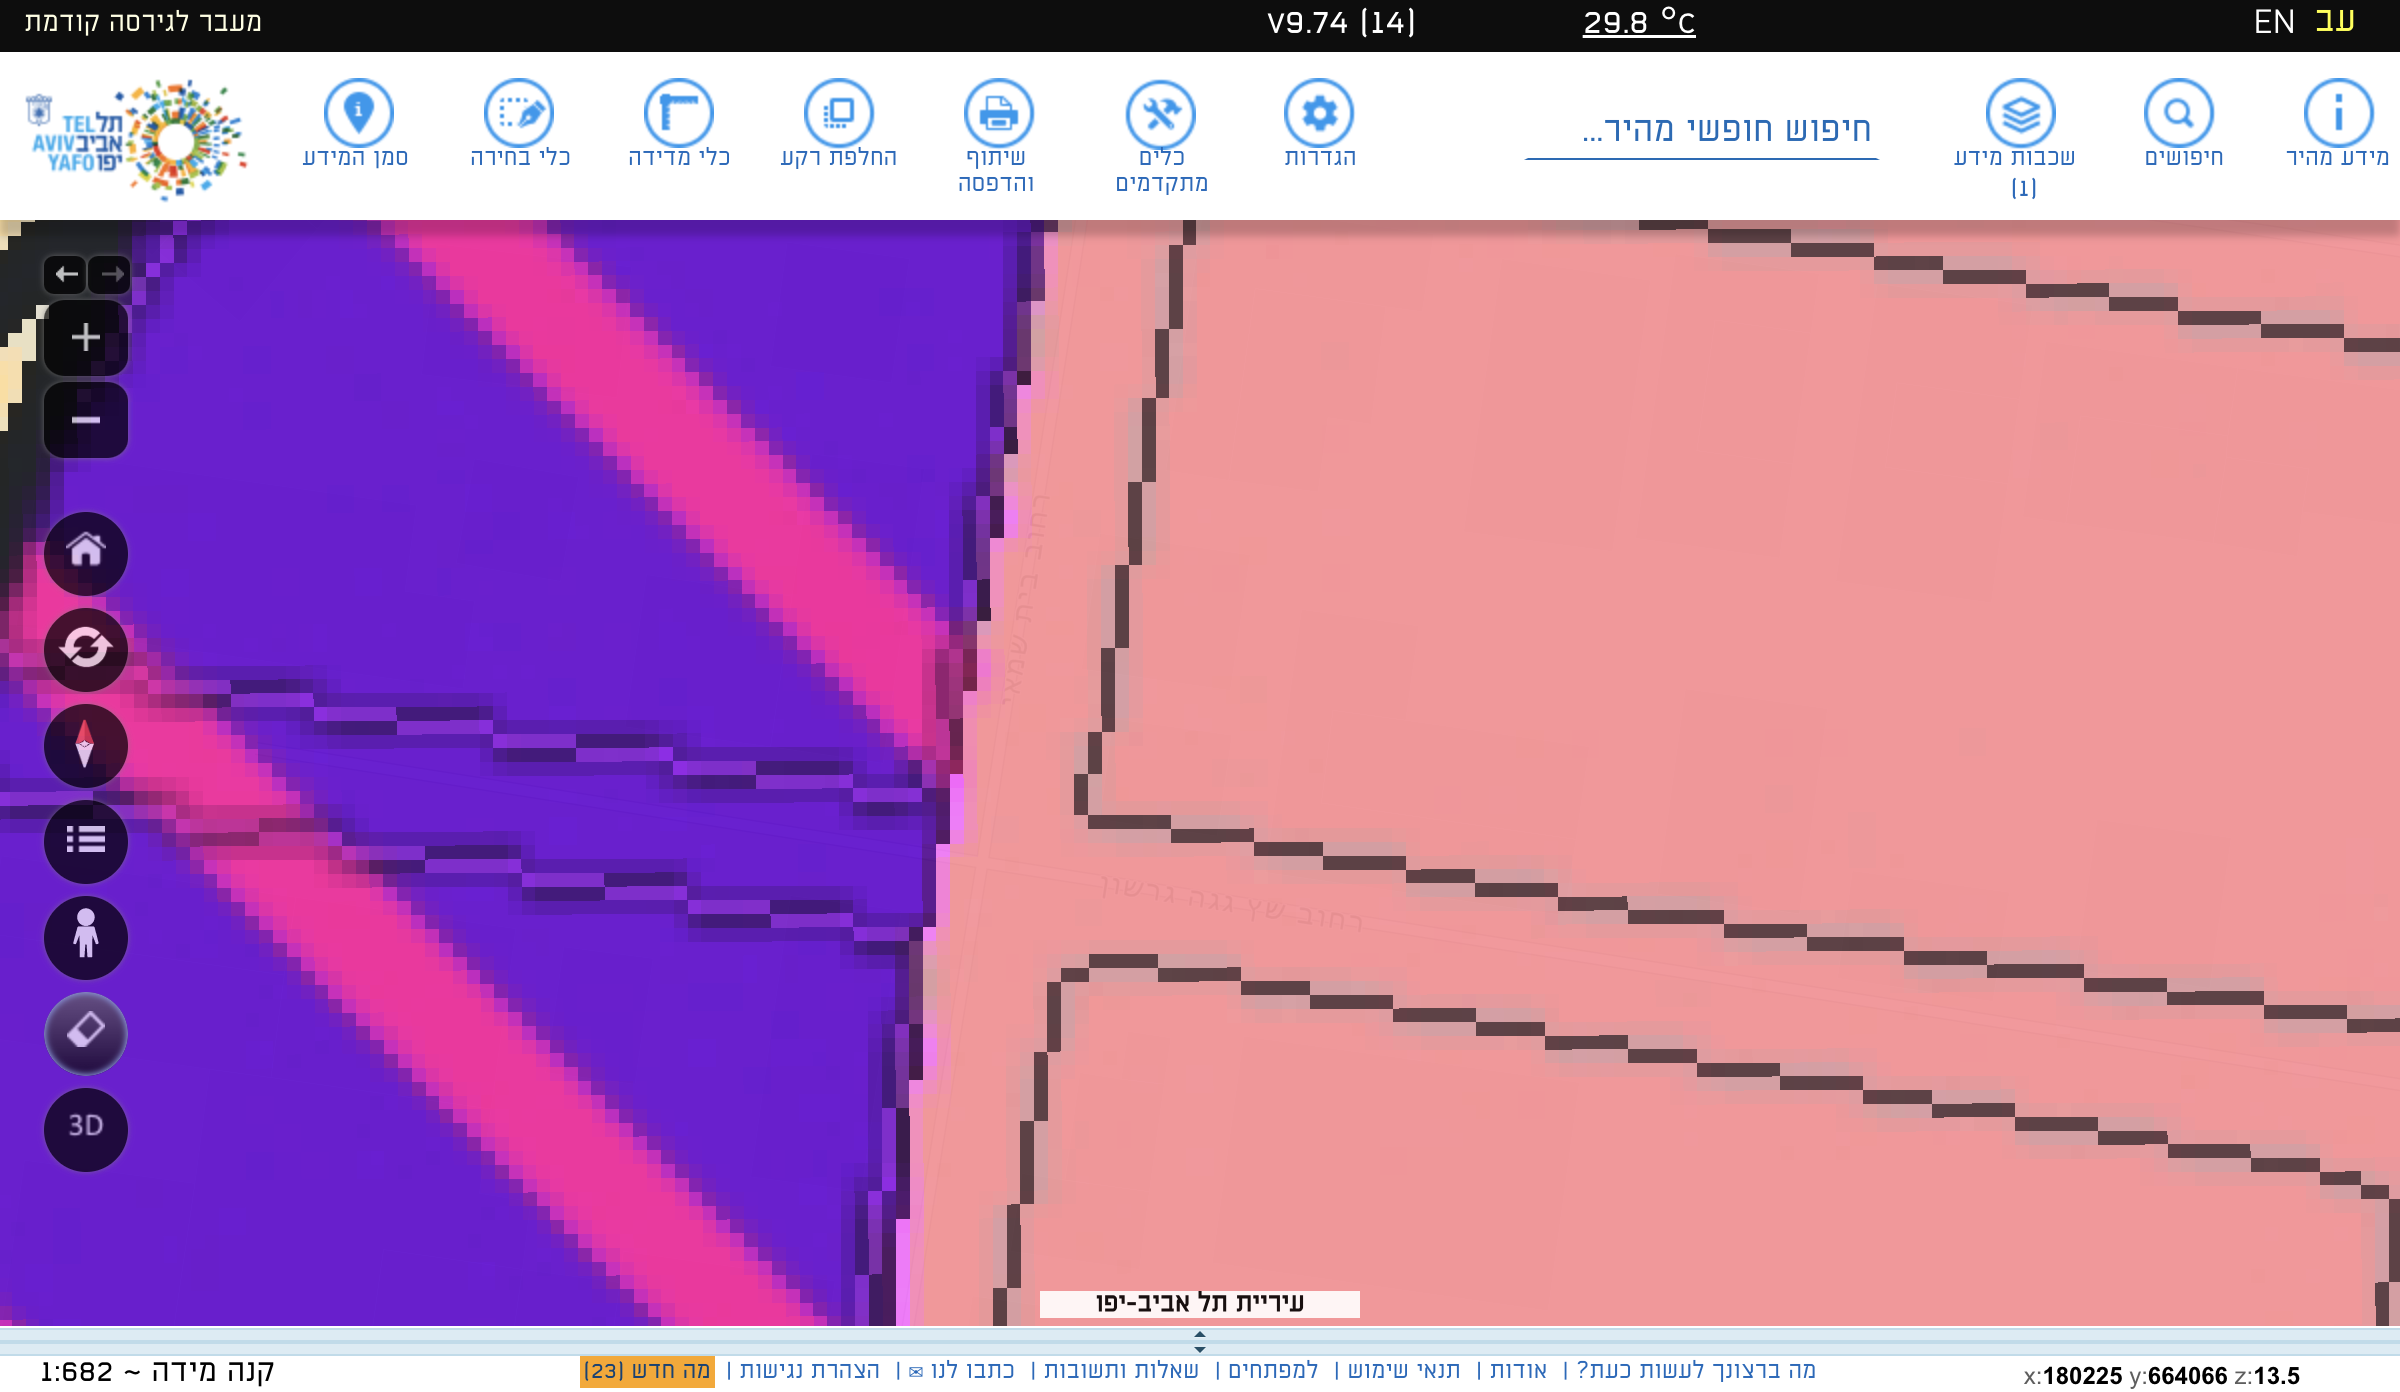 עב EN
29.8 °C
V9.74 (14)
מעבר לגירסה קודמת
מידע מהיר
חיפושים
שכבות מידע
(1)
חיפוש חופשי מהיר...
הגדרות
כלים
מתקדמים
שיתוף
והדפסה
החלפת רקע
כלי מדידה
כלי בחירה
סמן המידע
תל TEL
אביב AVIV
יפו YAFO
רחוב בית שמאי
רחוב שץ גגה גרשון
3D
עיריית תל אביב-יפו
מה ברצונך לעשות כעת? | אודות | תנאי שימוש | למפתחים | שאלות ותשובות | כתבו לנו ✉ | הצהרת נגישות | מה חדש (23)
קנה מידה ~ 1:682
x:180225 y:664066 z:13.5